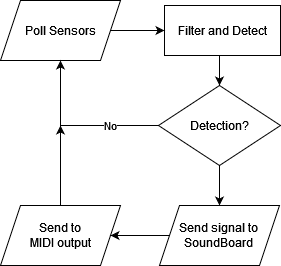 Poll Sensors
Filter and Detect
Detection?
No
Send signal to
SoundBoard
Send to
MIDI output